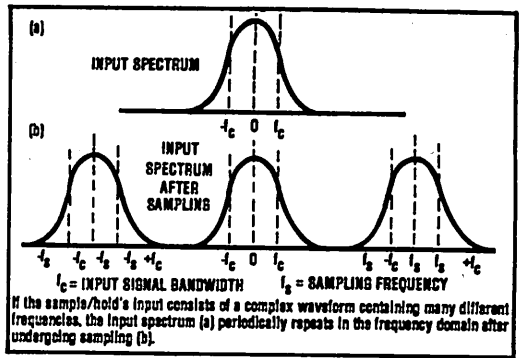 (a)
INPUT SPECTRUM
-fc 0 fc
(b)
INPUT
SPECTRUM
AFTER
SAMPLING
-fs -fc -fs -fs +fc -fc 0 fc fs -fc fs fs +fc
fc = INPUT SIGNAL BANDWIDTH fs = SAMPLING FREQUENCY
If the sample/hold's input consists of a complex waveform containing many different
frequencies, the input spectrum (a) periodically repeats in the frequency domain after
undergoing sampling (b).